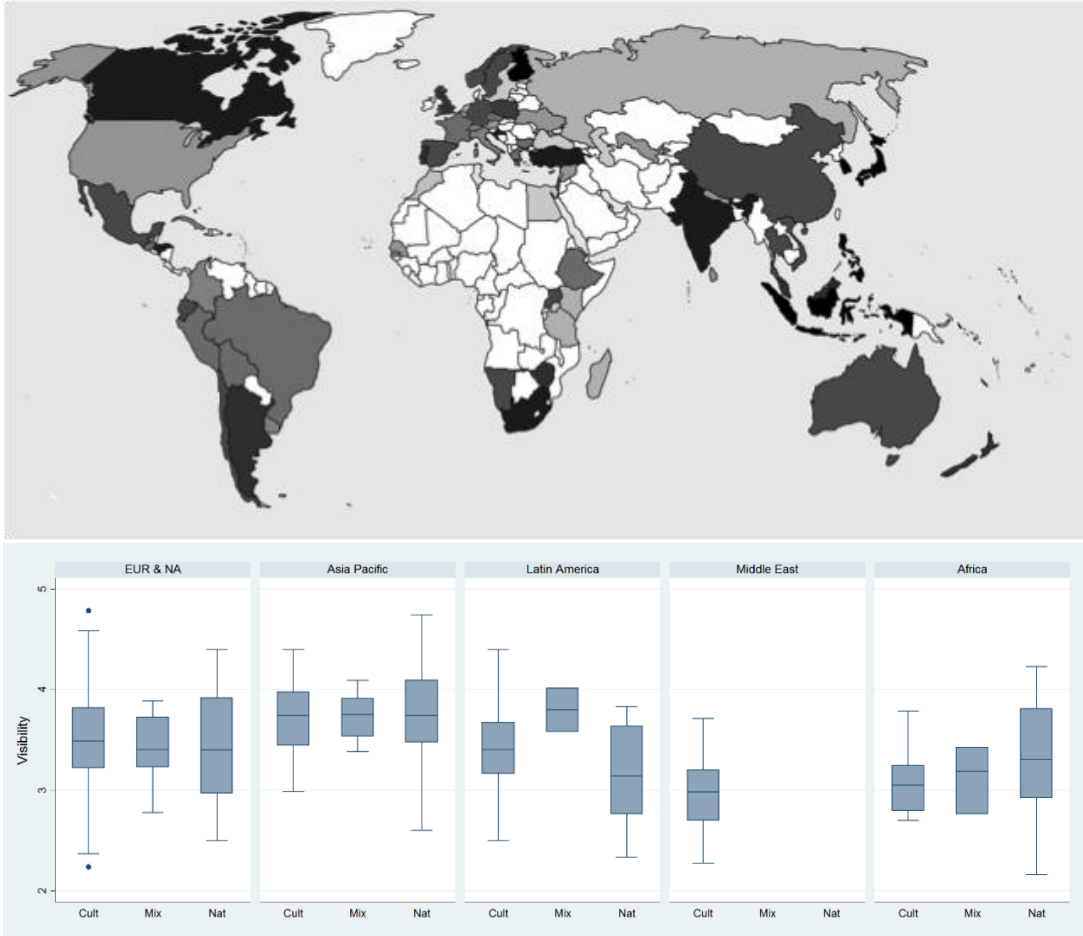 EUR & NA
Asia Pacific
Latin America
Middle East
Africa
Visibility
5
4
3
2
Cult Mix Nat
Cult Mix Nat
Cult Mix Nat
Cult Mix Nat
Cult Mix Nat